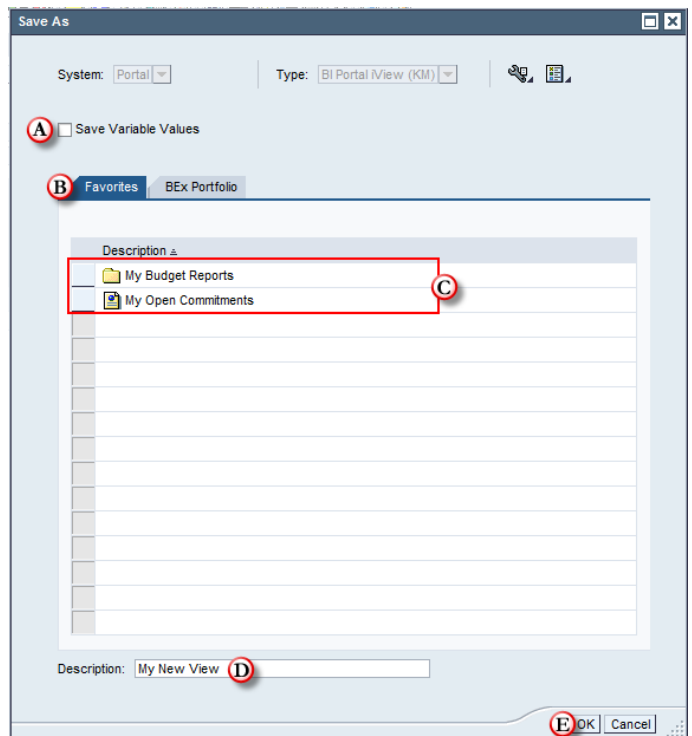 Save As
System: Portal Type: BI Portal iView (KM)
A Save Variable Values
B Favorites BEx Portfolio
Description
My Budget Reports
C
My Open Commitments
Description: My New View D
E OK Cancel